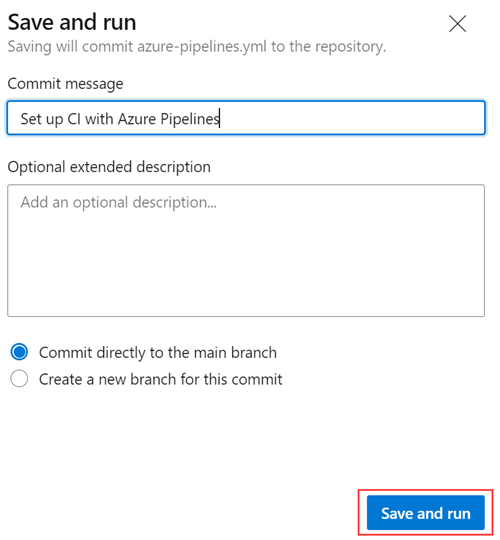 Save and run
Saving will commit azure-pipelines.yml to the repository.
Commit message
Set up CI with Azure Pipelines
Optional extended description
Add an optional description...
Commit directly to the main branch
Create a new branch for this commit
Save and run